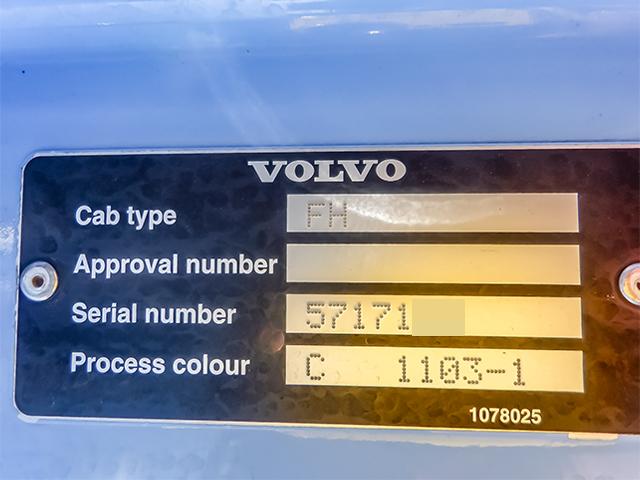 VOLVO
Cab type FH
Approval number
Serial number 57171
Process colour C 1103-1
1078025